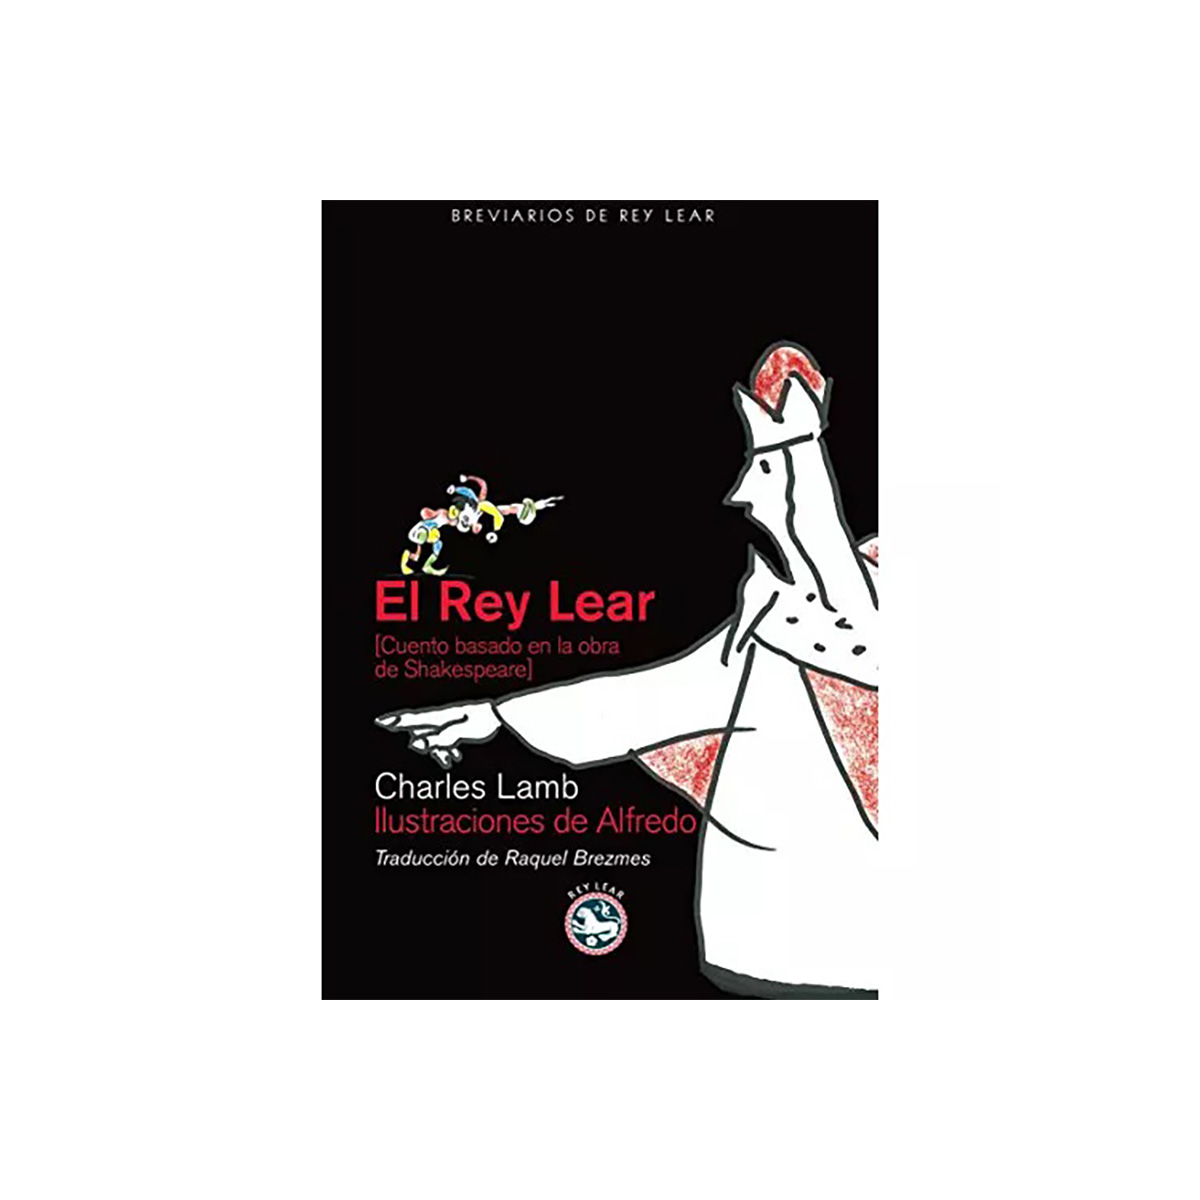 BREVIARIOS DE REY LEAR
El Rey Lear
[Cuento basado en la obra
de Shakespeare]
Charles Lamb
Ilustraciones de Alfredo
Traducción de Raquel Brezmes
REY LEAR